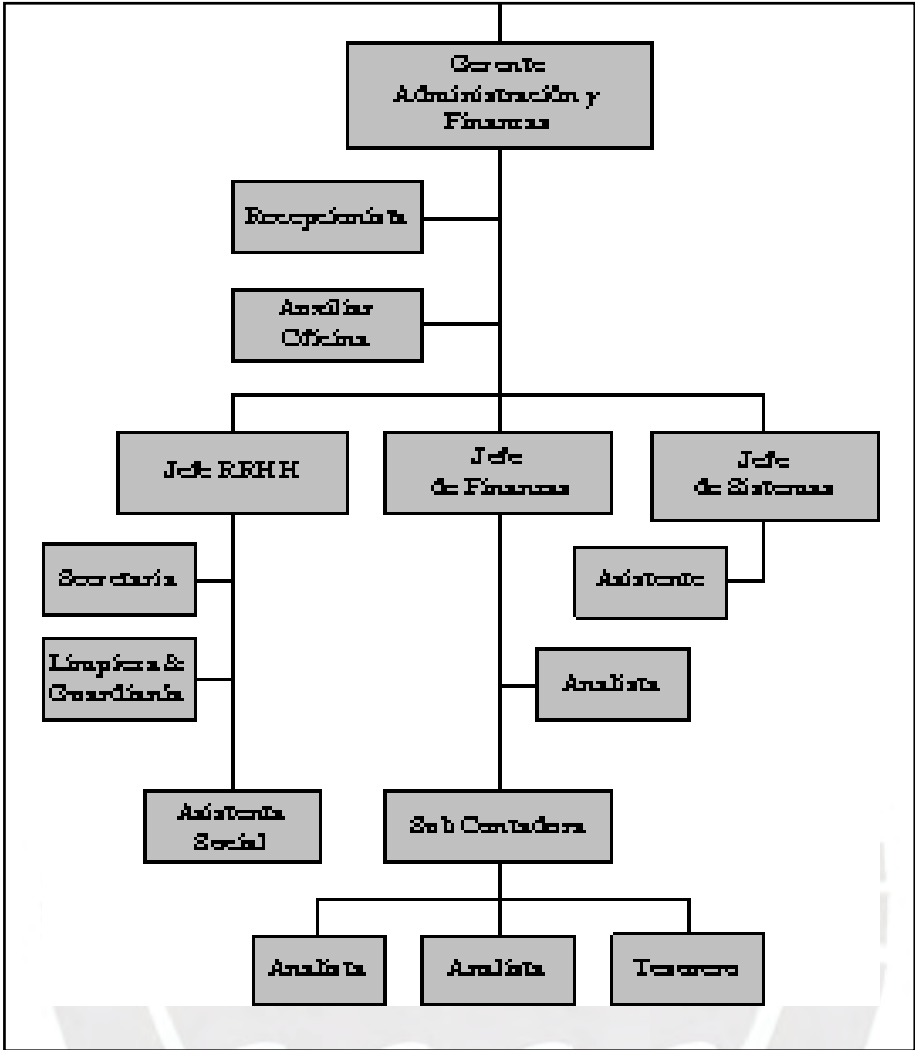 Gerente
Administración y
Finanzas
Recepcionista
Auxiliar
Oficina
Jefe RRHH
Jefe
de Finanzas
Jefe
de Sistemas
Secretaria
Asistente
Limpieza &
Guardianía
Analista
Asistenta
Social
Sub Contadora
Analista
Analista
Tesorero